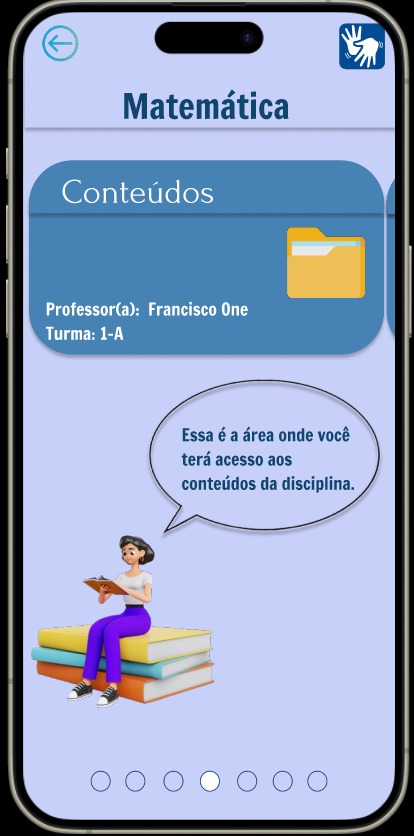 Matemática
Conteúdos
Professor(a): Francisco One
Turma: 1-A
Essa é a área onde você
terá acesso aos
conteúdos da disciplina.